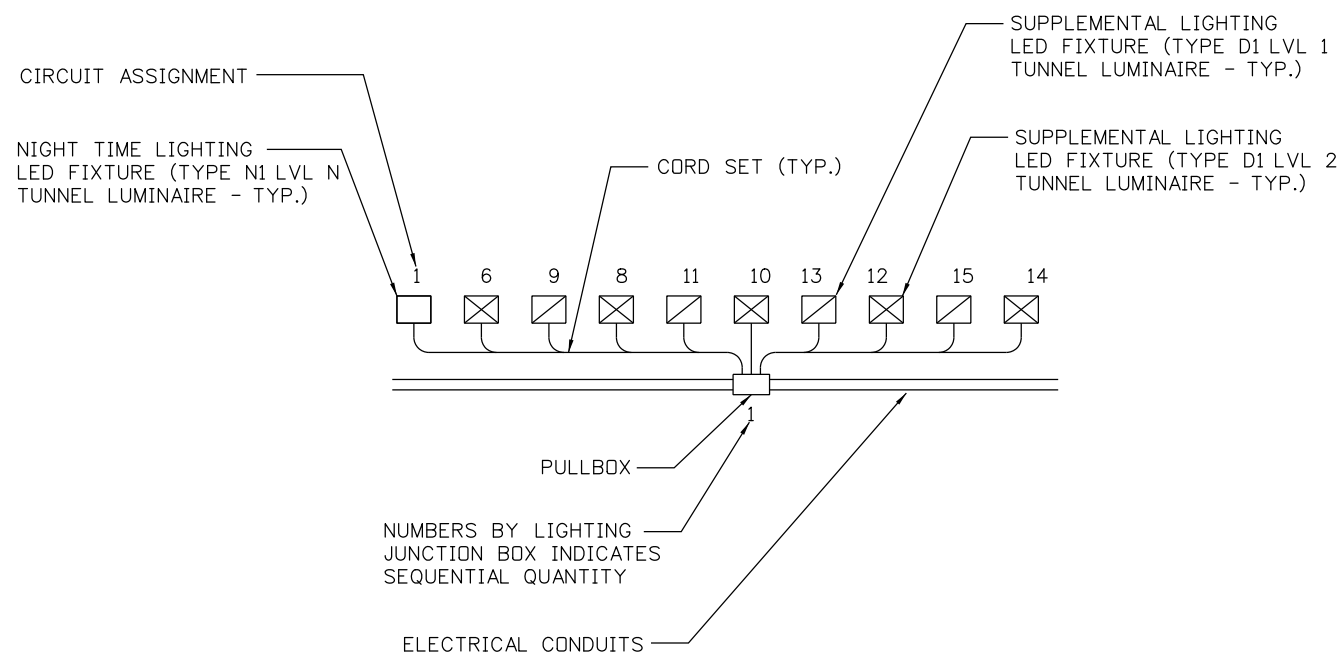 SUPPLEMENTAL LIGHTING
LED FIXTURE (TYPE D1 LVL 1
TUNNEL LUMINAIRE - TYP.)
CIRCUIT ASSIGNMENT
NIGHT TIME LIGHTING
LED FIXTURE (TYPE N1 LVL N
TUNNEL LUMINAIRE - TYP.)
CORD SET (TYP.)
SUPPLEMENTAL LIGHTING
LED FIXTURE (TYPE D1 LVL 2
TUNNEL LUMINAIRE - TYP.)
1 6 9 8 11 10 13 12 15 14
1
PULLBOX
NUMBERS BY LIGHTING
JUNCTION BOX INDICATES
SEQUENTIAL QUANTITY
ELECTRICAL CONDUITS